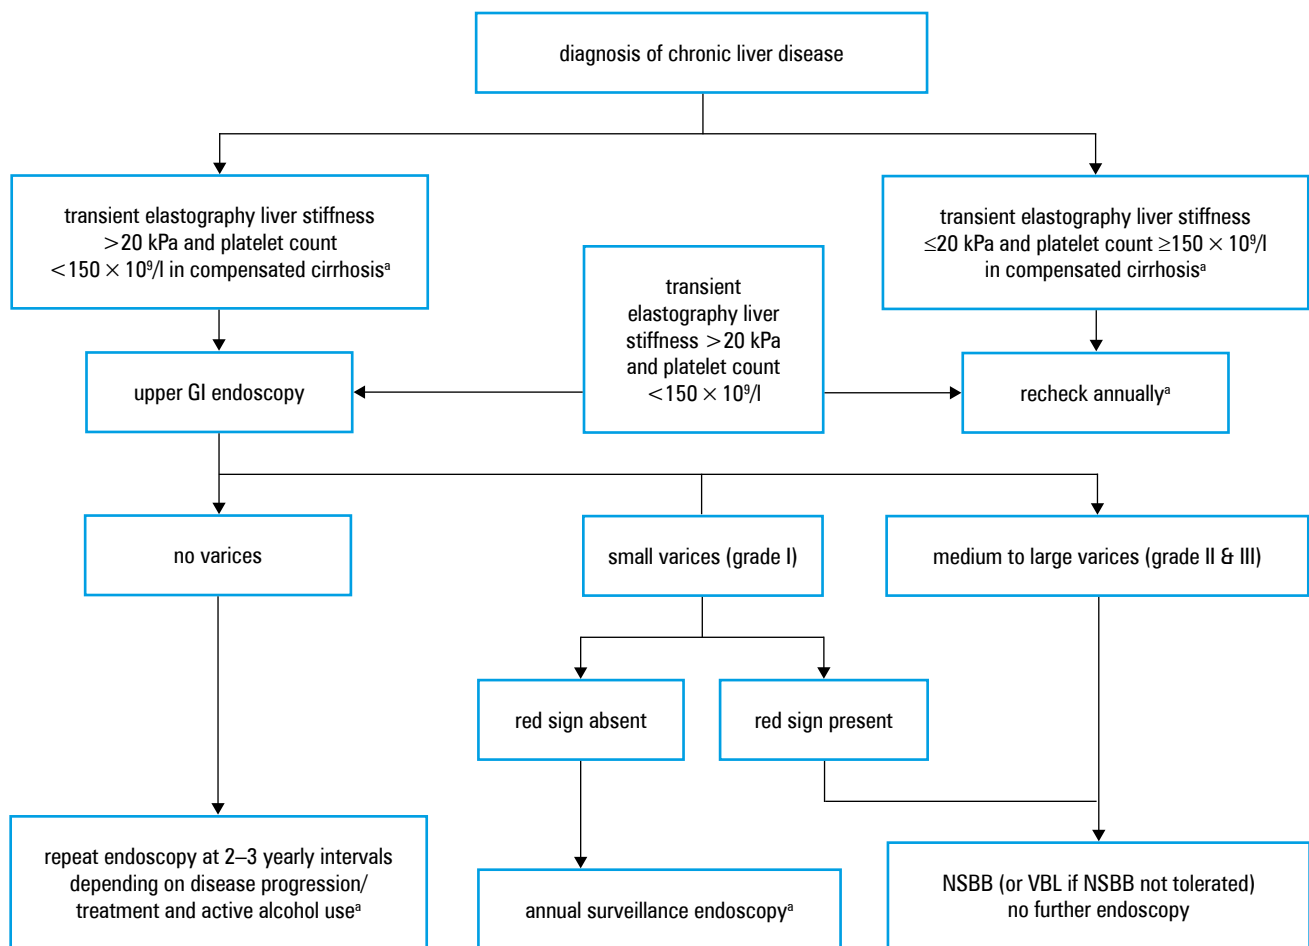 diagnosis of chronic liver disease
transient elastography liver stiffness
>20 kPa and platelet count
<150 × 10⁹/l in compensated cirrhosisᵃ
transient elastography liver stiffness
≤20 kPa and platelet count ≥150 × 10⁹/l
in compensated cirrhosisᵃ
transient
elastography liver
stiffness >20 kPa
and platelet count
<150 × 10⁹/l
upper GI endoscopy
recheck annuallyᵃ
no varices
small varices (grade I)
medium to large varices (grade II & III)
red sign absent
red sign present
repeat endoscopy at 2–3 yearly intervals
depending on disease progression/
treatment and active alcohol useᵃ
annual surveillance endoscopyᵃ
NSBB (or VBL if NSBB not tolerated)
no further endoscopy